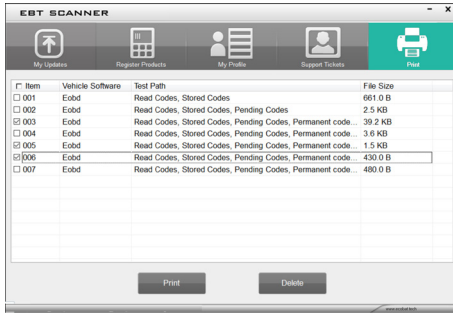 EBT SCANNER
My Updates Register Products My Profile Support Tickets Print
Item Vehicle Software Test Path File Size
001 Eobd Read Codes, Stored Codes 661.0 B
002 Eobd Read Codes, Stored Codes, Pending Codes 2.5 KB
003 Eobd Read Codes, Stored Codes, Pending Codes, Permanent code... 39.2 KB
004 Eobd Read Codes, Stored Codes, Pending Codes, Permanent code... 3.6 KB
005 Eobd Read Codes, Stored Codes, Pending Codes, Permanent code... 1.5 KB
006 Eobd Read Codes, Stored Codes, Pending Codes, Permanent code... 430.0 B
007 Eobd Read Codes, Stored Codes, Pending Codes, Permanent code... 480.0 B
Print Delete